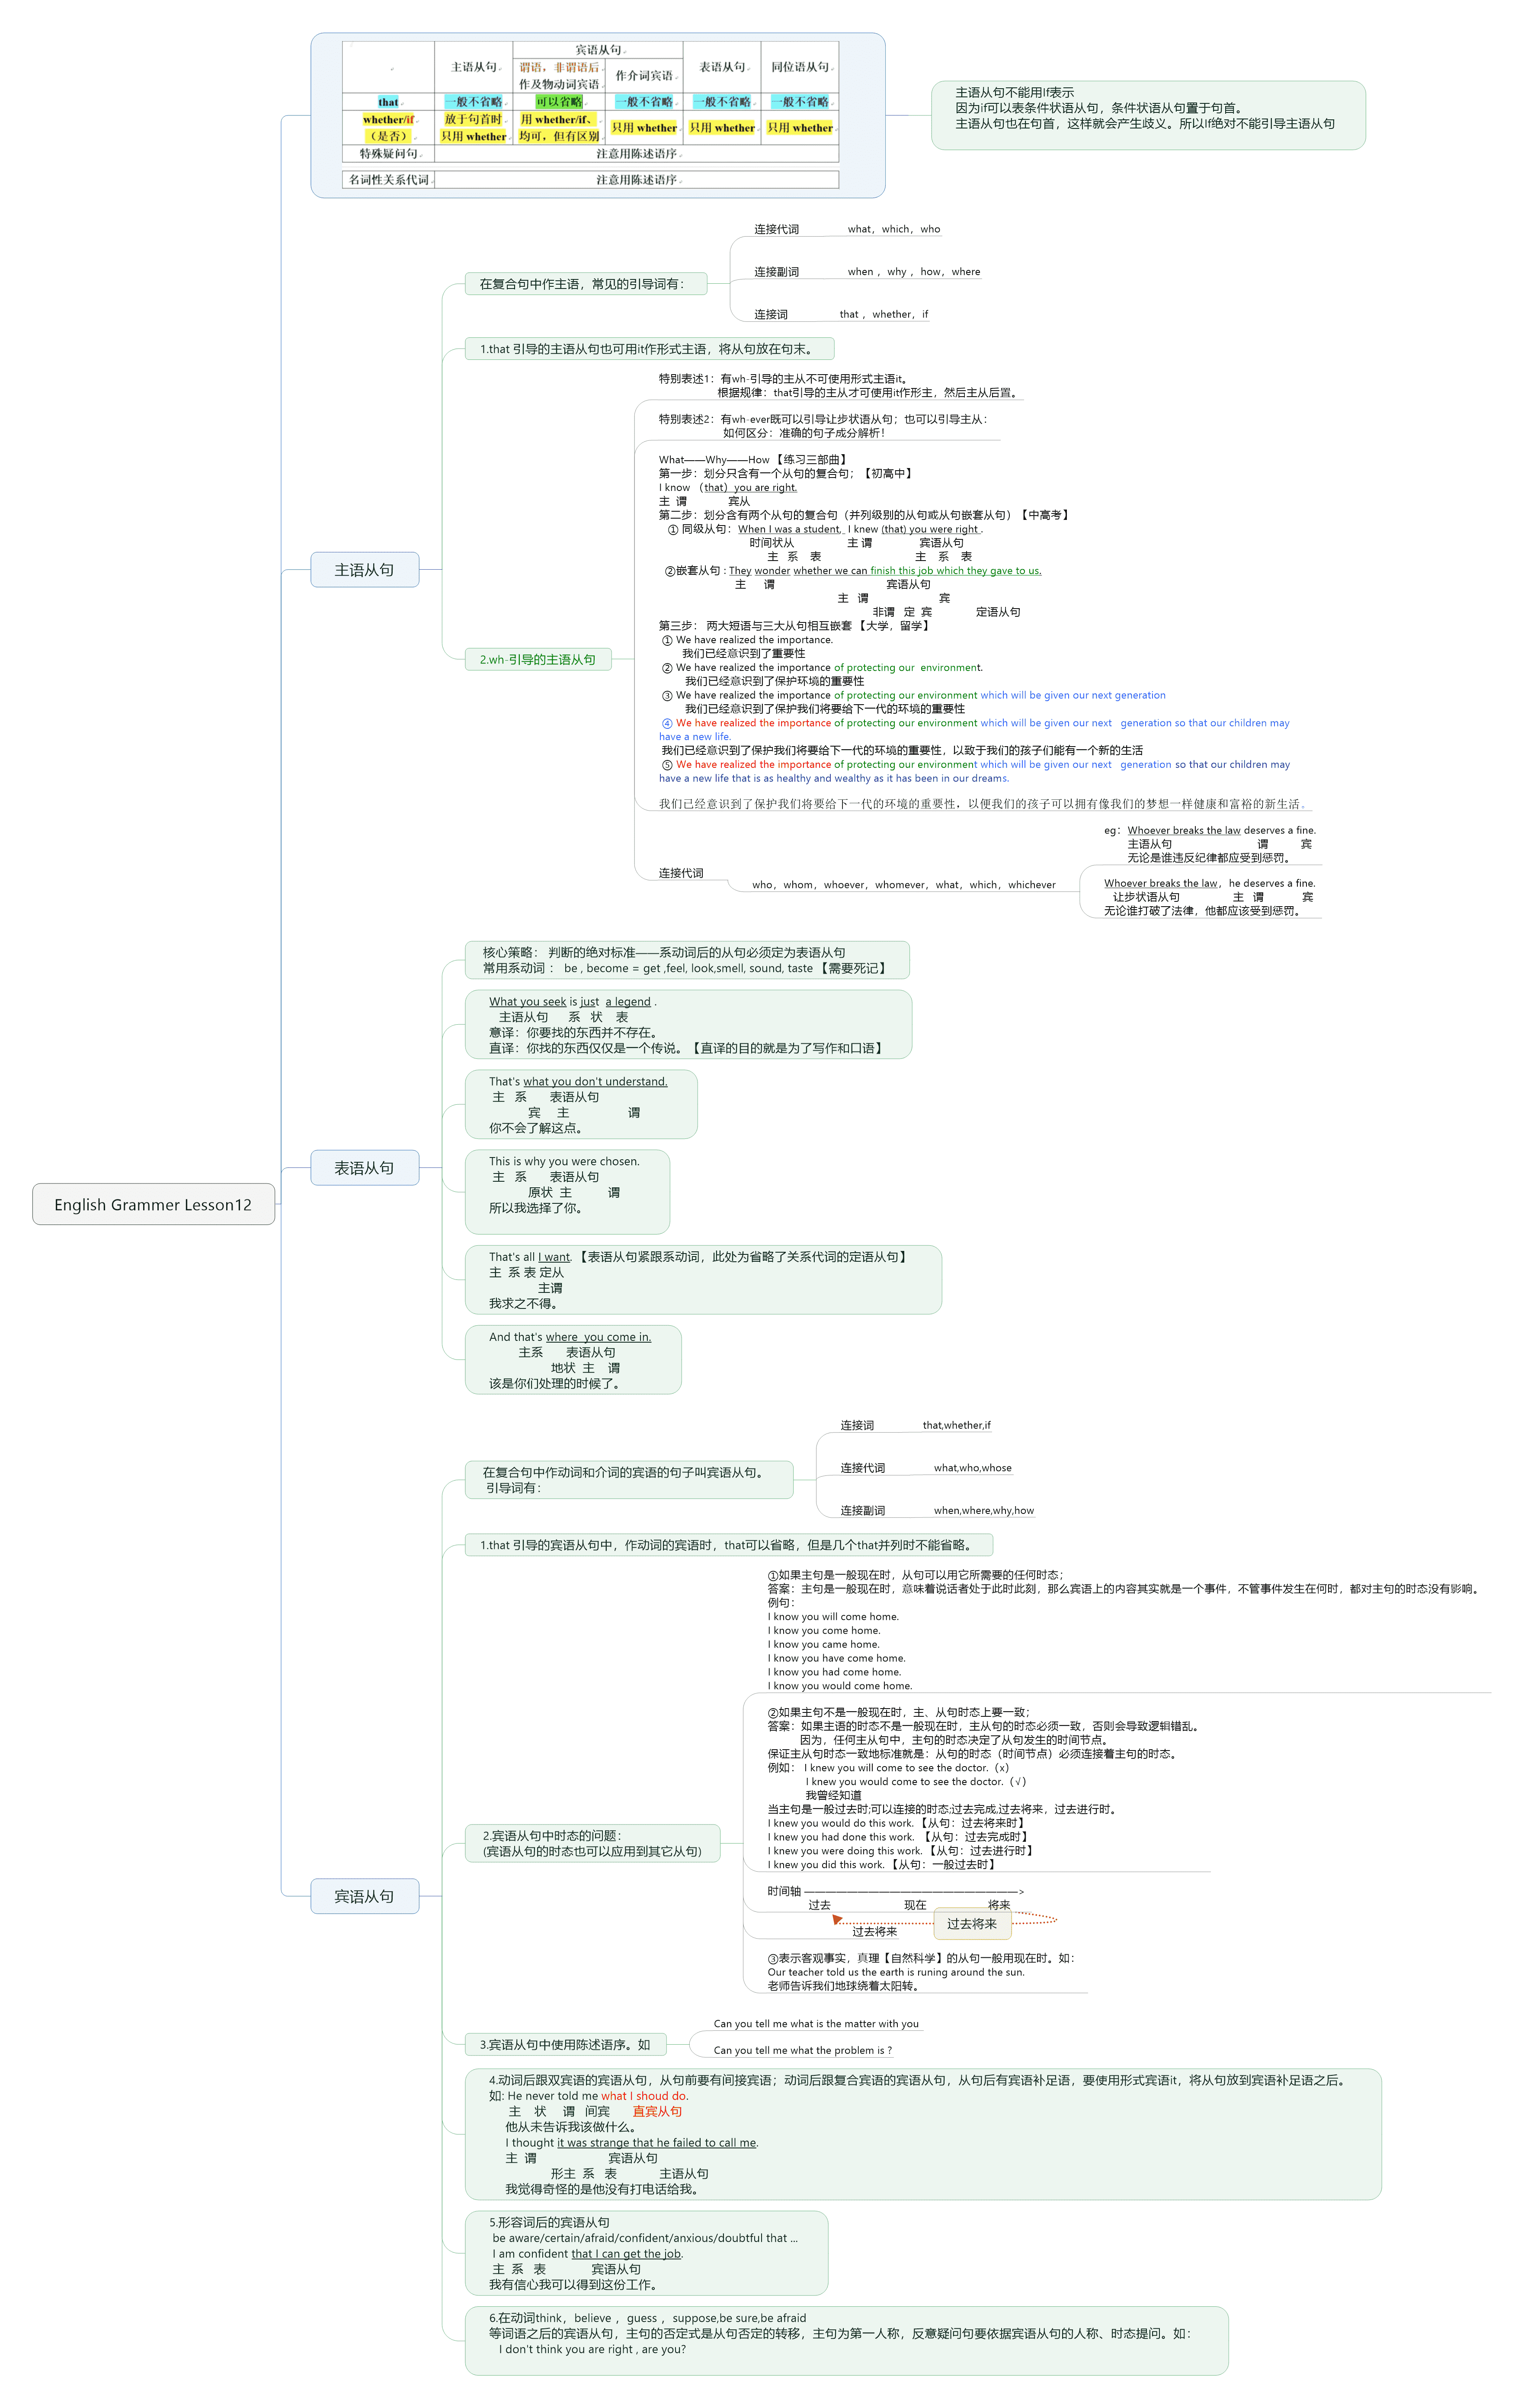 English Grammer Lesson12
宾语从句
主语从句
谓语，非谓语后
作及物动词宾语
作介词宾语
表语从句
同位语从句
that
一般不省略
可以省略
一般不省略
一般不省略
一般不省略
whether/if
（是否）
放于句首时
只用 whether
用 whether/if、
均可，但有区别
只用 whether
只用 whether
只用 whether
特殊疑问句
注意用陈述语序
名词性关系代词
注意用陈述语序
主语从句不能用If表示
因为if可以表条件状语从句，条件状语从句置于句首。
主语从句也在句首，这样就会产生歧义。所以If绝对不能引导主语从句
主语从句
在复合句中作主语，常见的引导词有：
连接代词
what，which，who
连接副词
when ，why ，how，where
连接词
that ，whether，if
1.that 引导的主语从句也可用it作形式主语，将从句放在句末。
2.wh-引导的主语从句
特别表述1：有wh-引导的主从不可使用形式主语it。
根据规律：that引导的主从才可使用it作形主，然后主从后置。
特别表述2：有wh-ever既可以引导让步状语从句；也可以引导主从：
如何区分：准确的句子成分解析！
What——Why——How 【练习三部曲】
第一步：划分只含有一个从句的复合句；【初高中】
I know （that）you are right.
主 谓 宾从
第二步：划分含有两个从句的复合句（并列级别的从句或从句嵌套从句）【中高考】
① 同级从句：When I was a student, I knew (that) you were right .
时间状从 主 谓 宾语从句
主 系 表 主 系 表
②嵌套从句：They wonder whether we can finish this job which they gave to us.
主 谓 宾语从句
主 谓 宾
非谓 定 宾 定语从句
第三步： 两大短语与三大从句相互嵌套 【大学，留学】
① We have realized the importance.
我们已经意识到了重要性
② We have realized the importance of protecting our environment.
我们已经意识到了保护环境的重要性
③ We have realized the importance of protecting our environment which will be given our next generation
我们已经意识到了保护我们将要给下一代的环境的重要性
④ We have realized the importance of protecting our environment which will be given our next generation so that our children may
have a new life.
我们已经意识到了保护我们将要给下一代的环境的重要性，以致于我们的孩子们能有一个新的生活
⑤ We have realized the importance of protecting our environment which will be given our next generation so that our children may
have a new life that is as healthy and wealthy as it has been in our dreams.
我们已经意识到了保护我们将要给下一代的环境的重要性，以便我们的孩子可以拥有像我们的梦想一样健康和富裕的新生活。
连接代词
who，whom，whoever，whomever，what，which，whichever
eg：Whoever breaks the law deserves a fine.
主语从句 谓 宾
无论是谁违反纪律都应受到惩罚。
Whoever breaks the law，he deserves a fine.
让步状语从句 主 谓 宾
无论谁打破了法律，他都应该受到惩罚。
表语从句
核心策略： 判断的绝对标准——系动词后的从句必须定为表语从句
常用系动词 ： be , become = get ,feel, look,smell, sound, taste 【需要死记】
What you seek is just a legend .
主语从句 系 状 表
意译：你要找的东西并不存在。
直译：你找的东西仅仅是一个传说。【直译的目的就是为了写作和口语】
That's what you don't understand.
主 系 表语从句
宾 主 谓
你不会了解这点。
This is why you were chosen.
主 系 表语从句
原状 主 谓
所以我选择了你。
That's all I want. 【表语从句紧跟系动词，此处为省略了关系代词的定语从句】
主 系 表 定从
主谓
我求之不得。
And that's where you come in.
主系 表语从句
地状 主 谓
该是你们处理的时候了。
宾语从句
在复合句中作动词和介词的宾语的句子叫宾语从句。
引导词有：
连接词
that,whether,if
连接代词
what,who,whose
连接副词
when,where,why,how
1.that 引导的宾语从句中，作动词的宾语时，that可以省略，但是几个that并列时不能省略。
2.宾语从句中时态的问题：
(宾语从句的时态也可以应用到其它从句)
①如果主句是一般现在时，从句可以用它所需要的任何时态；
答案：主句是一般现在时，意味着说话者处于此时此刻，那么宾语上的内容其实就是一个事件，不管事件发生在何时，都对主句的时态没有影响。
例句：
I know you will come home.
I know you come home.
I know you came home.
I know you have come home.
I know you had come home.
I know you would come home.
②如果主句不是一般现在时，主、从句时态上要一致；
答案：如果主语的时态不是一般现在时，主从句的时态必须一致，否则会导致逻辑错乱。
因为，任何主从句中，主句的时态决定了从句发生的时间节点。
保证主从句时态一致地标准就是：从句的时态（时间节点）必须连接着主句的时态。
例如： I knew you will come to see the doctor.（x）
I knew you would come to see the doctor.（√）
我曾经知道
当主句是一般过去时;可以连接的时态;过去完成,过去将来，过去进行时。
I knew you would do this work. 【从句：过去将来时】
I knew you had done this work. 【从句：过去完成时】
I knew you were doing this work. 【从句：过去进行时】
I knew you did this work. 【从句：一般过去时】
时间轴 ——————————————————>
过去 现在 将来
过去将来
过去将来
③表示客观事实，真理【自然科学】的从句一般用现在时。如：
Our teacher told us the earth is runing around the sun.
老师告诉我们地球绕着太阳转。
3.宾语从句中使用陈述语序。如
Can you tell me what is the matter with you
Can you tell me what the problem is ?
4.动词后跟双宾语的宾语从句，从句前要有间接宾语；动词后跟复合宾语的宾语从句，从句后有宾语补足语，要使用形式宾语it，将从句放到宾语补足语之后。
如: He never told me what I shoud do.
主 状 谓 间宾 直宾从句
他从未告诉我该做什么。
I thought it was strange that he failed to call me.
主 谓 宾语从句
形主 系 表 主语从句
我觉得奇怪的是他没有打电话给我。
5.形容词后的宾语从句
be aware/certain/afraid/confident/anxious/doubtful that ...
I am confident that I can get the job.
主 系 表 宾语从句
我有信心我可以得到这份工作。
6.在动词think，believe ，guess ，suppose,be sure,be afraid
等词语之后的宾语从句，主句的否定式是从句否定的转移，主句为第一人称，反意疑问句要依据宾语从句的人称、时态提问。如：
I don't think you are right , are you?